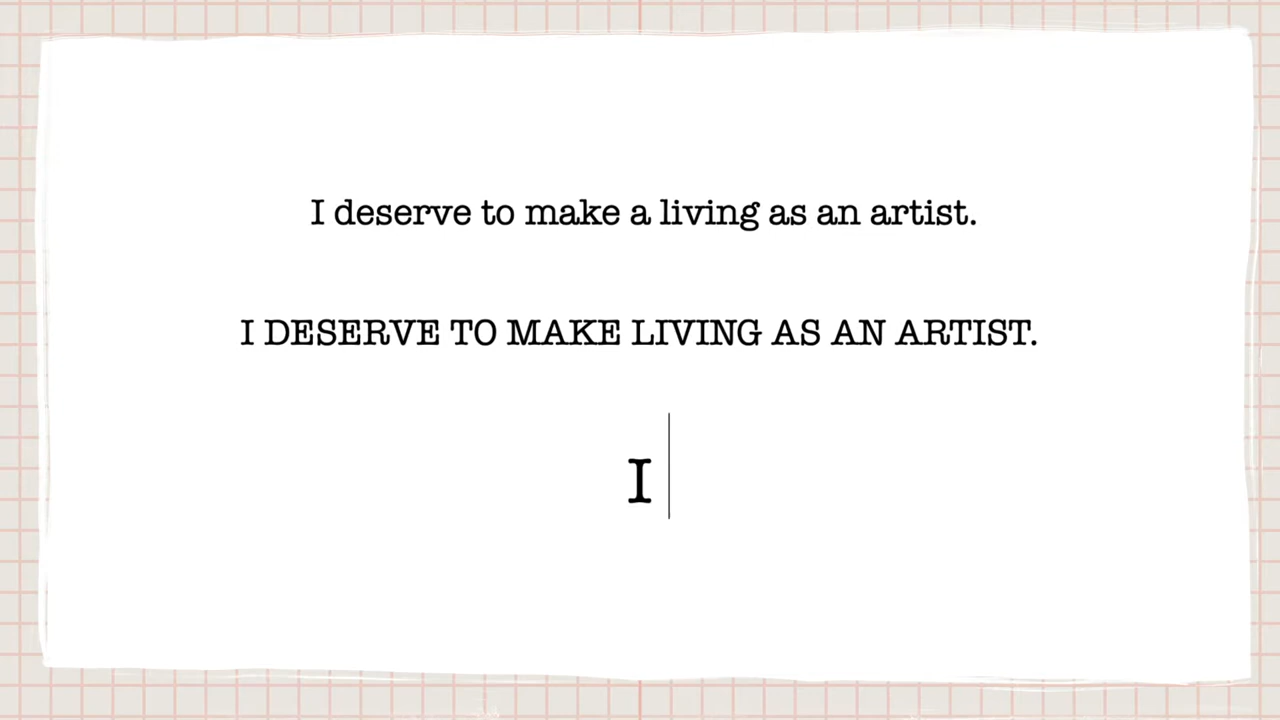 I deserve to make a living as an artist.
I DESERVE TO MAKE LIVING AS AN ARTIST.
I